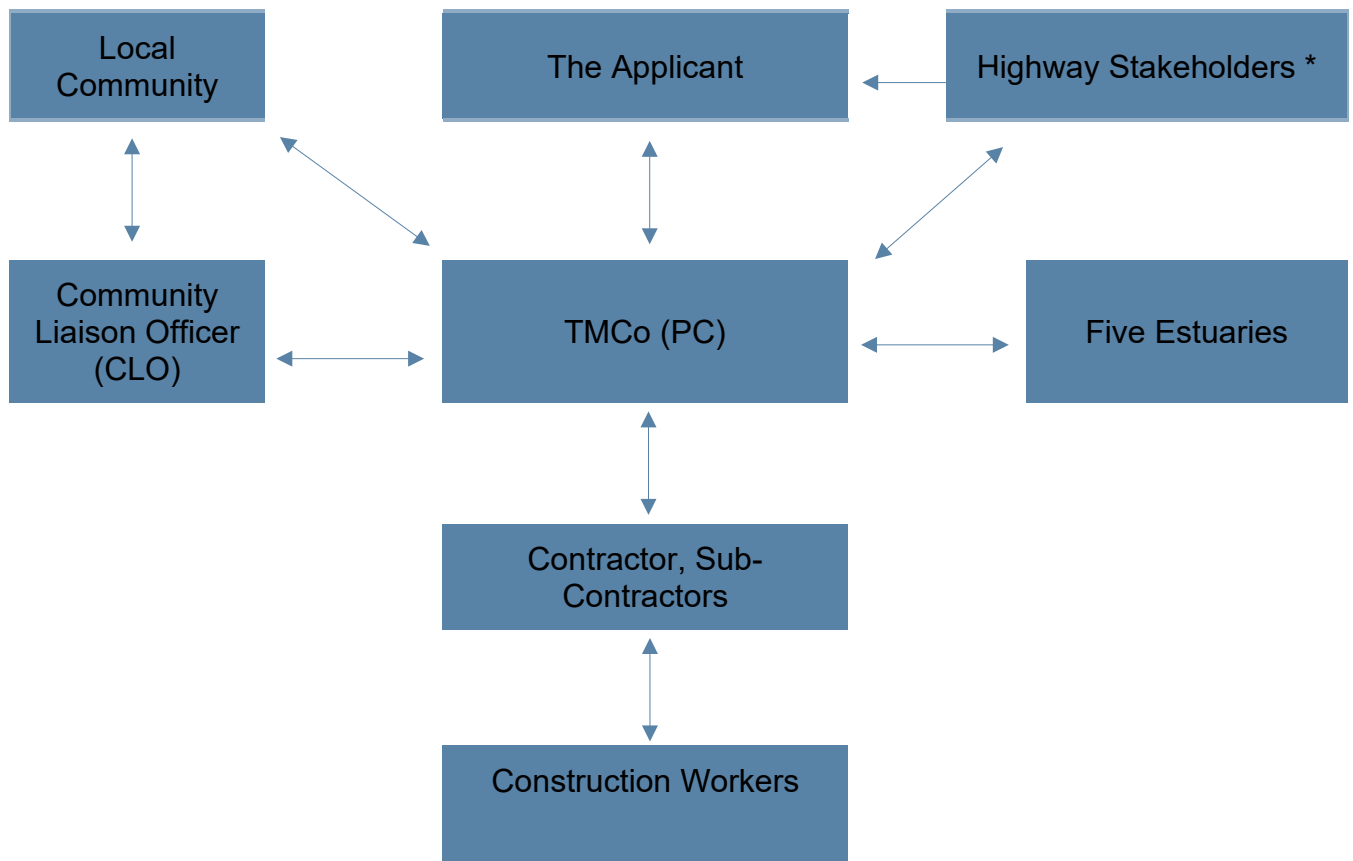 Local
Community
The Applicant
Highway Stakeholders *
Community
Liaison Officer
(CLO)
TMCo (PC)
Five Estuaries
Contractor, Sub-
Contractors
Construction Workers